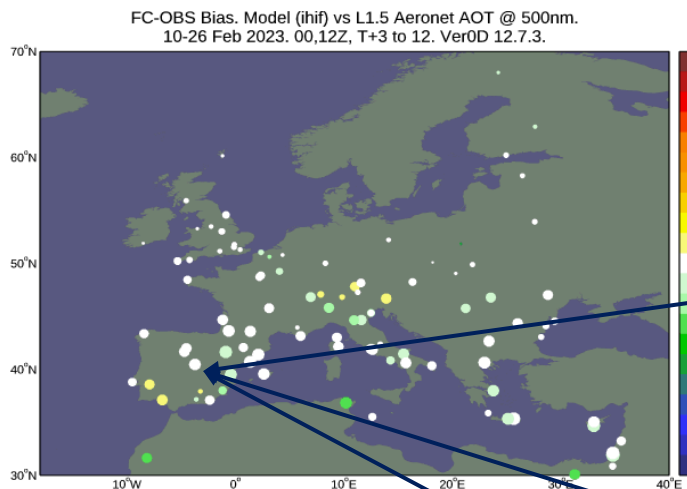 FC-OBS Bias. Model (ihif) vs L1.5 Aeronet AOT @ 500nm.
10-26 Feb 2023. 00,12Z, T+3 to 12. Ver0D 12.7.3.
70°N
60°N
50°N
40°N
30°N
10°W
0°
10°E
20°E
30°E
40°E